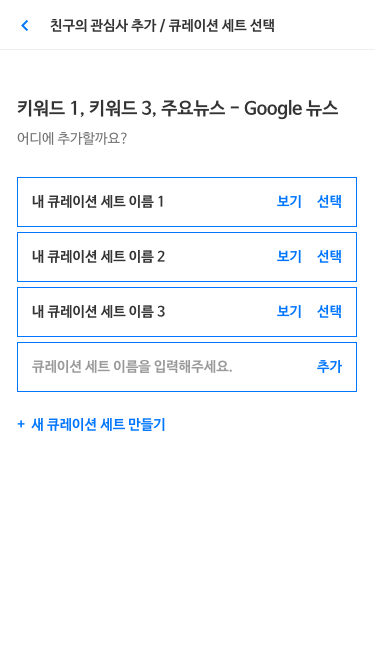 친구의 관심사 추가 / 큐레이션 세트 선택
키워드 1, 키워드 3, 주요뉴스 - Google 뉴스
어디에 추가할까요?
내 큐레이션 세트 이름 1 보기 선택
내 큐레이션 세트 이름 2 보기 선택
내 큐레이션 세트 이름 3 보기 선택
큐레이션 세트 이름을 입력해주세요. 추가
+ 새 큐레이션 세트 만들기